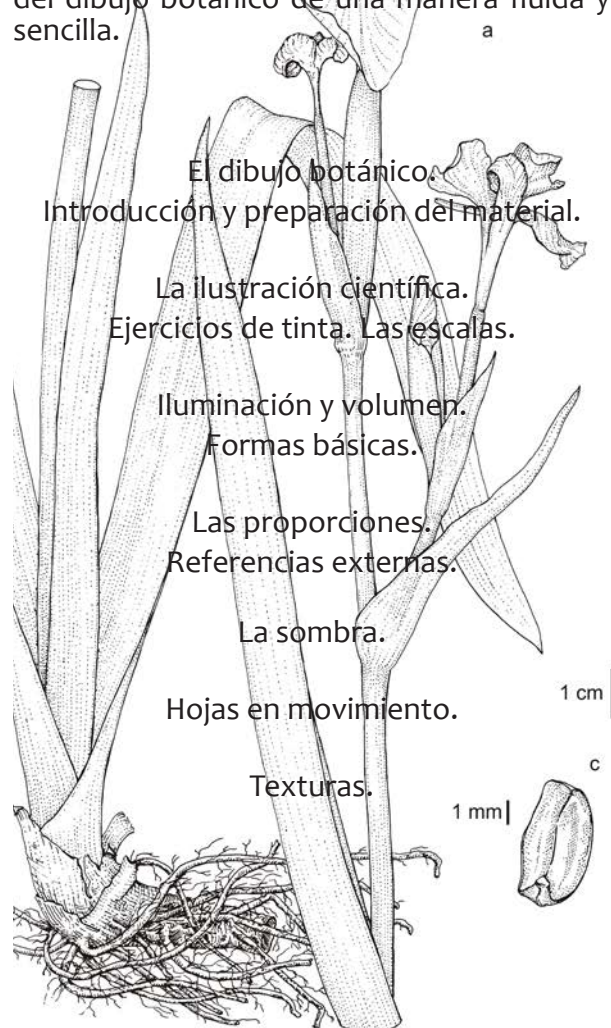 del dibujo botánico de una manera fluida y
sencilla.
a
El dibujo botánico.
Introducción y preparación del material.
La ilustración científica.
Ejercicios de tinta. Las escalas.
Iluminación y volumen.
Formas básicas.
Las proporciones.
Referencias externas.
La sombra.
1 cm
Hojas en movimiento.
c
Texturas.
1 mm